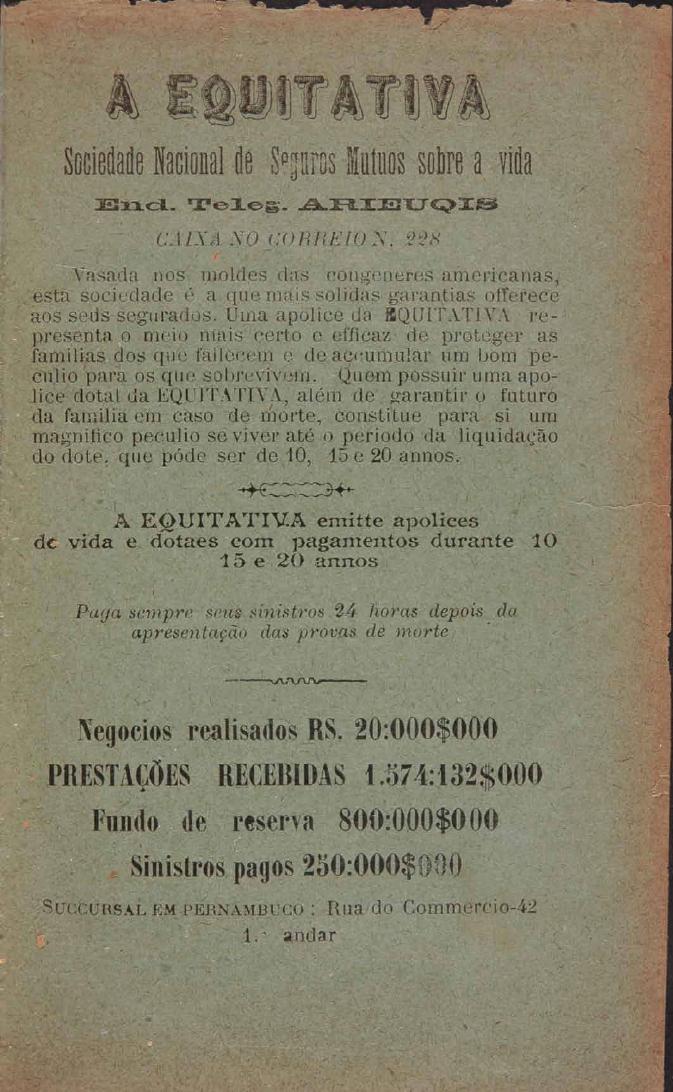 A EQUITATIVA
Sociedade Nacional de Seguros Mutuos sobre a vida
End. Teleg. ARIEUQIS
CAIXA NO CORREIO N. 228
Vasada nos moldes das congeneres americanas,
esta sociedade é a que mais solidas garantias offerece
aos seus segurados. Uma apolice da EQUITATIVA re-
presenta o meio mais certo e efficaz de proteger as
familias dos que fallecem e de accumular um bom pe-
culio para os que sobrevivem. Quem possuir uma apo-
lice dotal da EQUITATIVA, além de garantir o futuro
da familia em caso de morte, constitue para si um
magnifico peculio se viver até o periodo da liquidação
do dote, que póde ser de 10, 15 e 20 annos.
A EQUITATIVA emitte apolices
de vida e dotaes com pagamentos durante 10
15 e 20 annos
Paga sempre seus sinistros 24 horas depois da
apresentação das provas de morte
Negocios realisados RS. 20:000$000
PRESTAÇÕES RECEBIDAS 1.574:132$000
Fundo de reserva 800:000$000
Sinistros pagos 250:000$000
SUCCURSAL EM PERNAMBUCO : Rua do Commercio-42
1.º andar